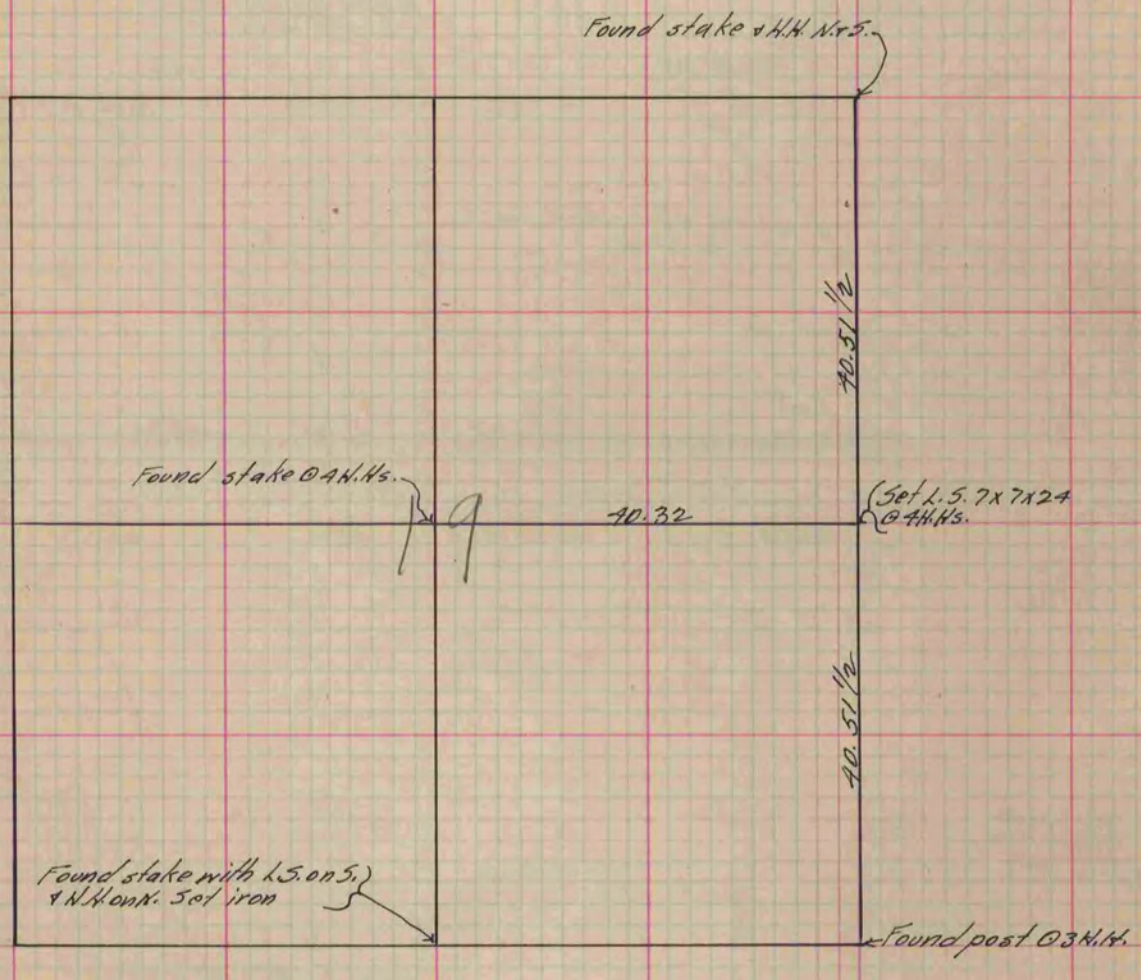 Found stake & H.H. N.& S.
40.51 1/2
Found stake @ 4 H.Hs.
19
40.32
(Set L.S. 7x7x24
@ 4H.Hs.
40.51 1/2
Found stake with L.S. on S.)
& H.H. on N. Set iron
Found post @ 3 H.H.